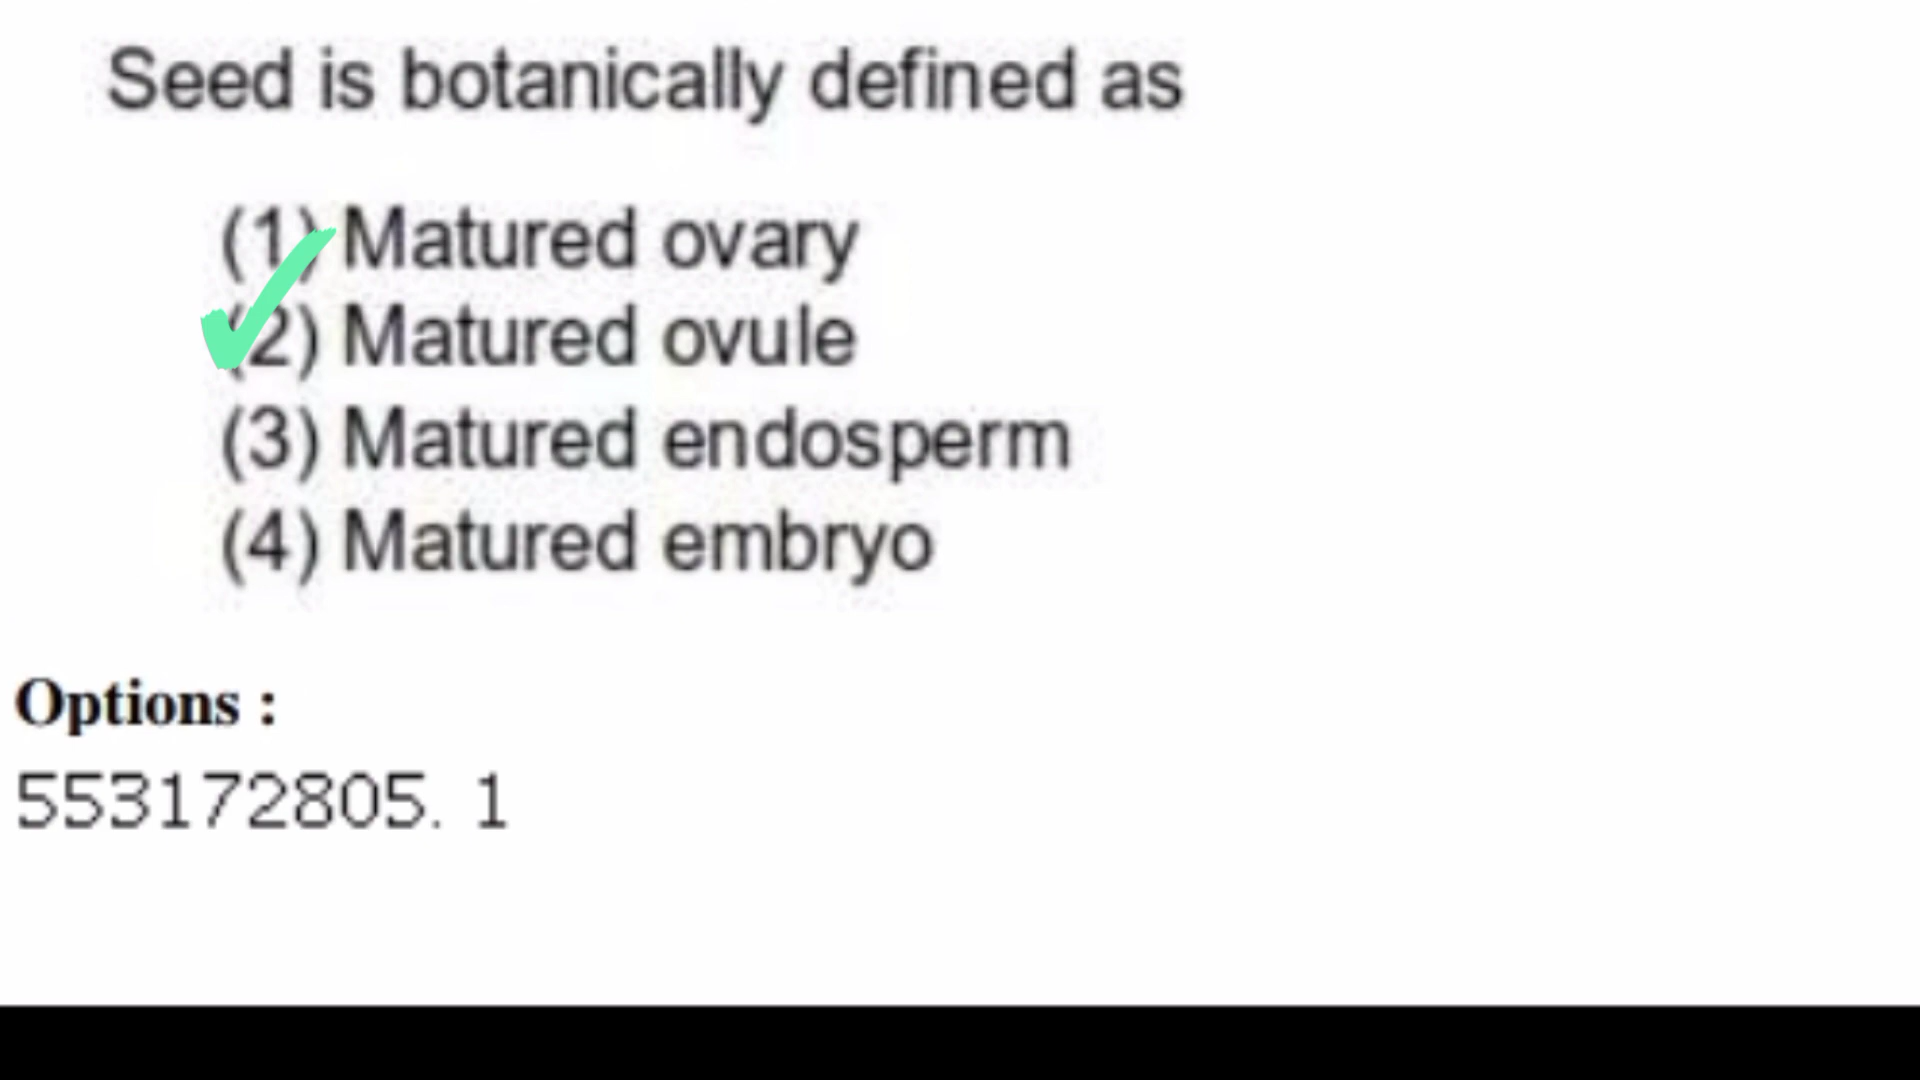 Seed is botanically defined as
(1) Matured ovary
(2) Matured ovule
(3) Matured endosperm
(4) Matured embryo
Options :
553172805. 1